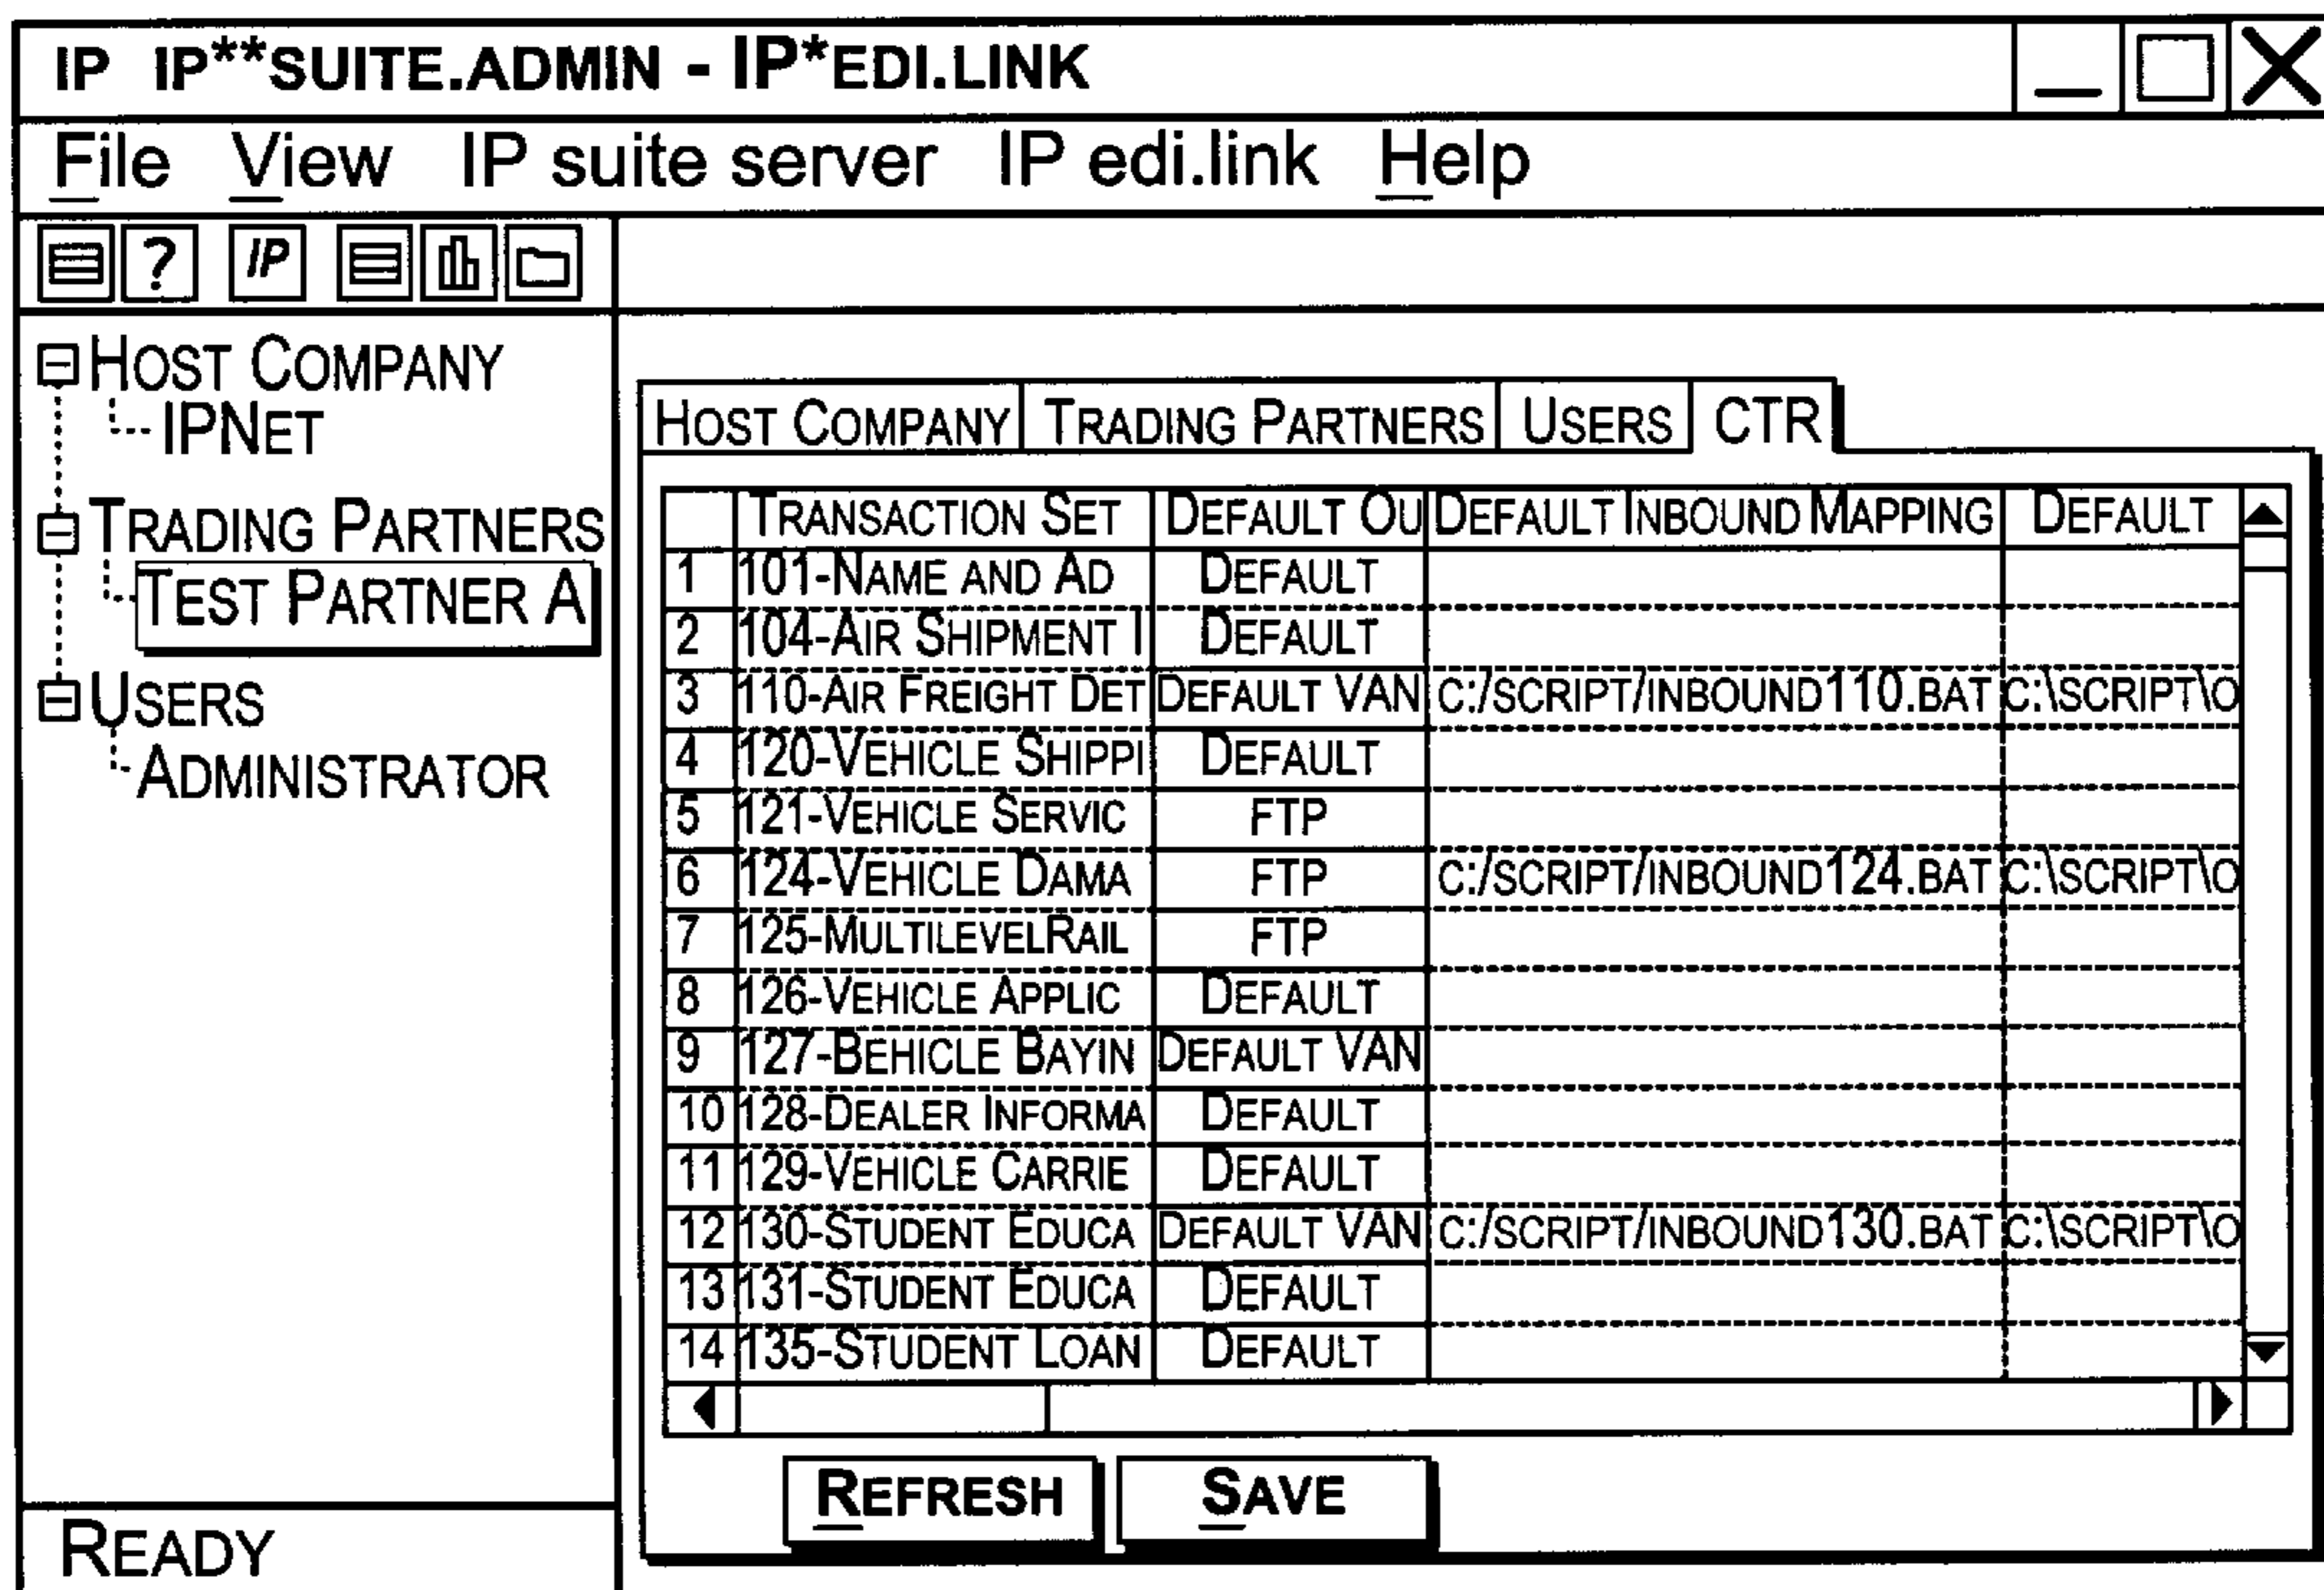 IP IP**SUITE.ADMIN - IP*EDI.LINK
File View IP suite server IP edi.link Help
? IP
HOST COMPANY
IPNET
TRADING PARTNERS
TEST PARTNER A
USERS
ADMINISTRATOR
READY
HOST COMPANY TRADING PARTNERS USERS CTR
TRANSACTION SET DEFAULT OU DEFAULT INBOUND MAPPING DEFAULT
1 101-NAME AND AD DEFAULT
2 104-AIR SHIPMENT I DEFAULT
3 110-AIR FREIGHT DET DEFAULT VAN C:/SCRIPT/INBOUND110.BAT C:\SCRIPT\O
4 120-VEHICLE SHIPPI DEFAULT
5 121-VEHICLE SERVIC FTP
6 124-VEHICLE DAMA FTP C:/SCRIPT/INBOUND124.BAT C:\SCRIPT\O
7 125-MULTILEVELRAIL FTP
8 126-VEHICLE APPLIC DEFAULT
9 127-BEHICLE BAYIN DEFAULT VAN
10 128-DEALER INFORMA DEFAULT
11 129-VEHICLE CARRIE DEFAULT
12 130-STUDENT EDUCA DEFAULT VAN C:/SCRIPT/INBOUND130.BAT C:\SCRIPT\O
13 131-STUDENT EDUCA DEFAULT
14 135-STUDENT LOAN DEFAULT
REFRESH SAVE